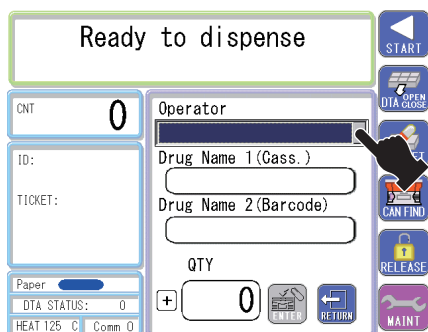 Ready to dispense
START
DTA OPEN CLOSE
CNT 0
Operator
ID:
Drug Name 1(Cass.)
TICKET:
Drug Name 2(Barcode)
CAN FIND
QTY
RELEASE
Paper
+ 0 ENTER RETURN
DTA STATUS: 0
HEAT 125 C Comm 0
MAINT